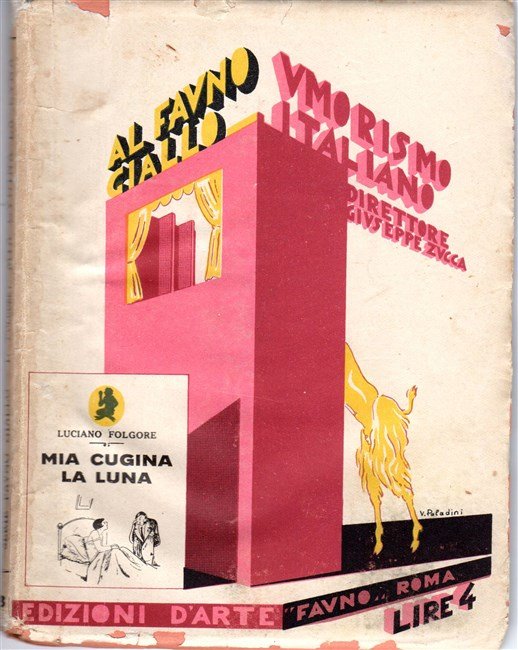 AL FAVNO
GIALLO
VMORISMO
ITALIANO
DIRETTORE
GIVSEPPE ZVCCA
LUCIANO FOLGORE
MIA CUGINA
LA LUNA
V. Paladini
EDIZIONI D'ARTE "FAVNO" ROMA
LIRE 4